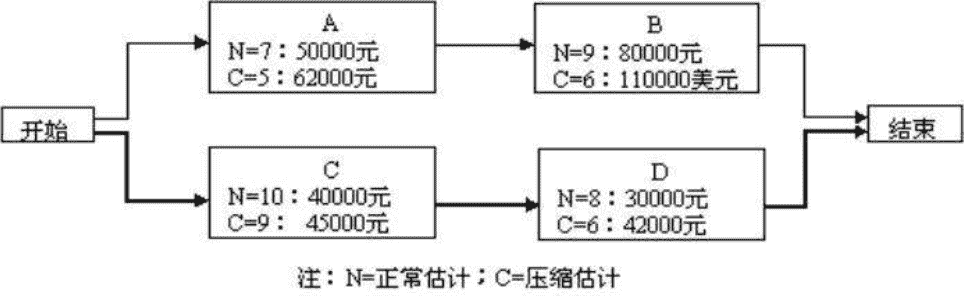 A
N=7：50000元
C=5：62000元
B
N=9：80000元
C=6：110000美元
开始
结束
C
N=10：40000元
C=9： 45000元
D
N=8：30000元
C=6：42000元
注：N=正常估计；C=压缩估计